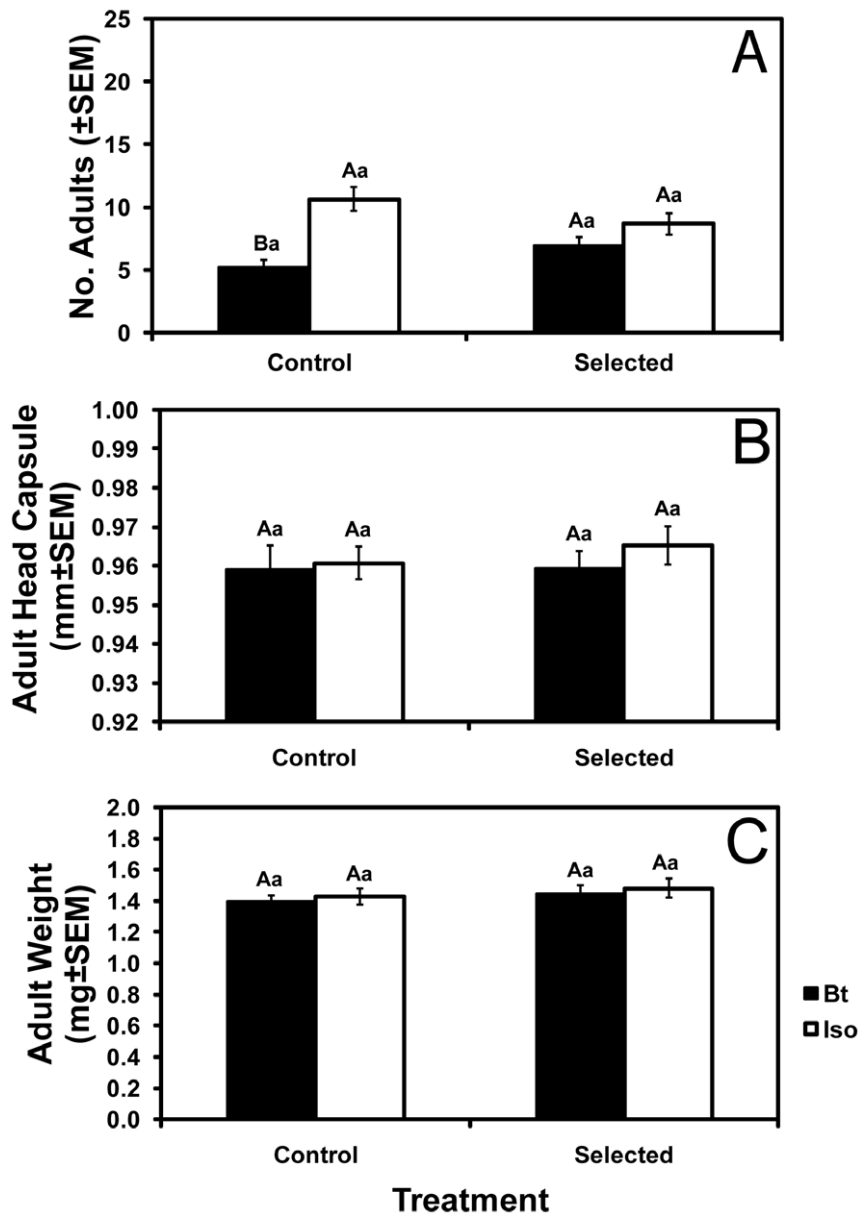 A
No. Adults (±SEM)
25
20
15
10
5
0
Ba
Aa
Aa
Aa
Control
Selected
B
Adult Head Capsule
(mm±SEM)
1.00
0.99
0.98
0.97
0.96
0.95
0.94
0.93
0.92
Aa
Aa
Aa
Aa
Control
Selected
C
Adult Weight
(mg±SEM)
2.0
1.8
1.6
1.4
1.2
1.0
0.8
0.6
0.4
0.2
0.0
Aa
Aa
Aa
Aa
Control
Selected
Bt
Iso
Treatment